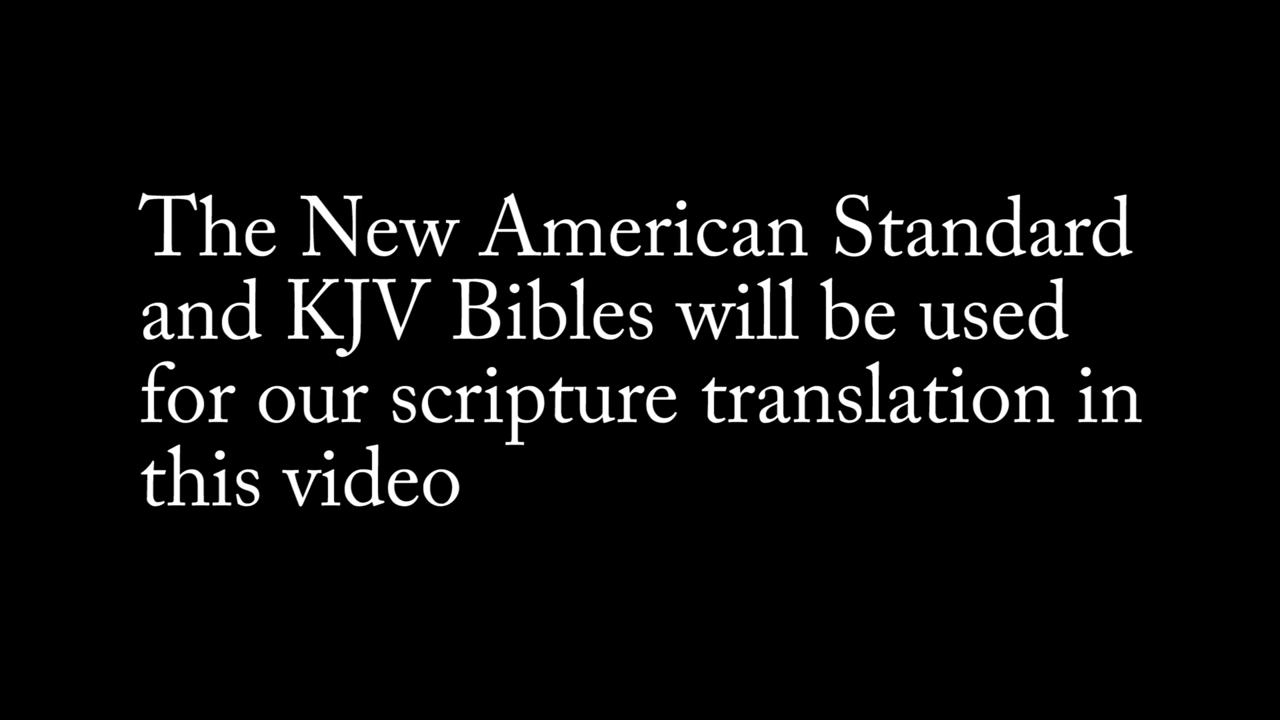 The New American Standard
and KJV Bibles will be used
for our scripture translation in
this video